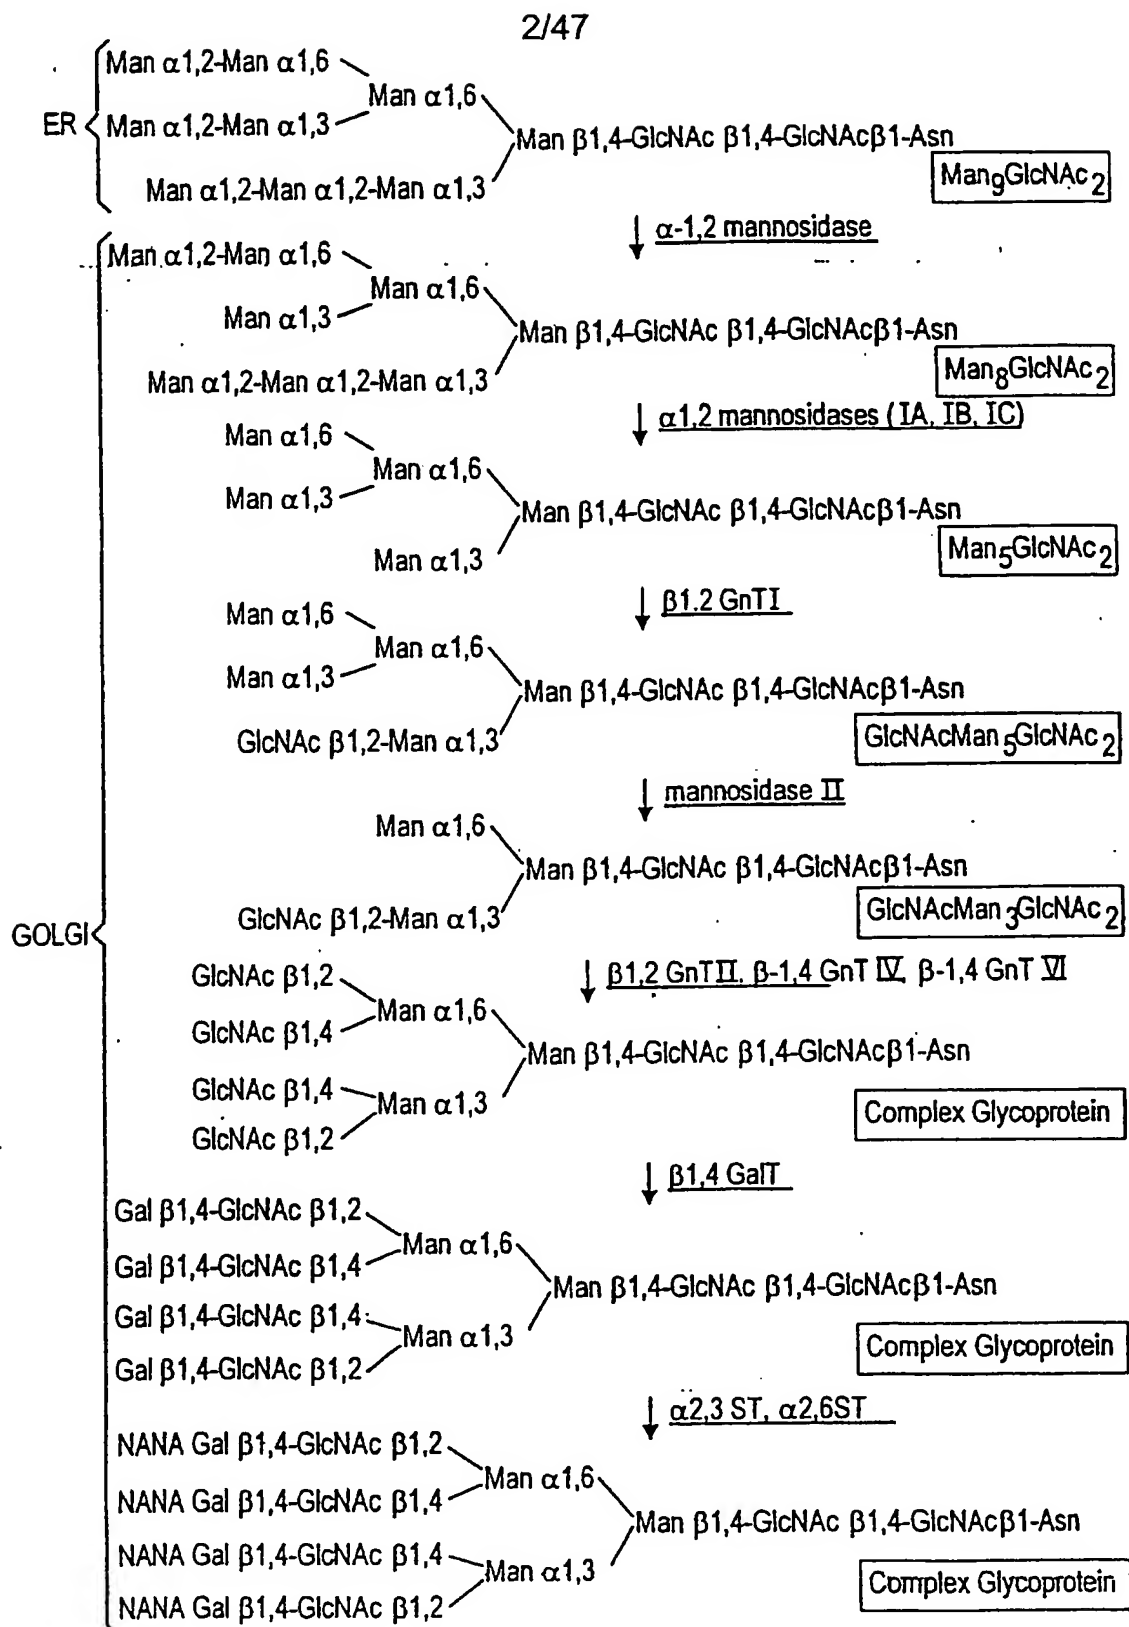 2/47
Man α1,2-Man α1,6
Man α1,6
ER
Man α1,2-Man α1,3
Man β1,4-GlcNAc β1,4-GlcNAcβ1-Asn
Man α1,2-Man α1,2-Man α1,3
Man9GlcNAc2
α-1,2 mannosidase
Man α1,2-Man α1,6
Man α1,6
Man α1,3
Man β1,4-GlcNAc β1,4-GlcNAcβ1-Asn
Man α1,2-Man α1,2-Man α1,3
Man8GlcNAc2
α1,2 mannosidases (IA, IB, IC)
Man α1,6
Man α1,6
Man α1,3
Man β1,4-GlcNAc β1,4-GlcNAcβ1-Asn
Man α1,3
Man5GlcNAc2
β1.2 GnTI
Man α1,6
Man α1,6
Man α1,3
Man β1,4-GlcNAc β1,4-GlcNAcβ1-Asn
GlcNAc β1,2-Man α1,3
GlcNAcMan5GlcNAc2
mannosidase II
Man α1,6
Man β1,4-GlcNAc β1,4-GlcNAcβ1-Asn
GlcNAc β1,2-Man α1,3
GlcNAcMan3GlcNAc2
GOLGI
β1,2 GnTII, β-1,4 GnT IV, β-1,4 GnT VI
GlcNAc β1,2
Man α1,6
GlcNAc β1,4
Man β1,4-GlcNAc β1,4-GlcNAcβ1-Asn
GlcNAc β1,4
Man α1,3
GlcNAc β1,2
Complex Glycoprotein
β1,4 GalT
Gal β1,4-GlcNAc β1,2
Man α1,6
Gal β1,4-GlcNAc β1,4
Man β1,4-GlcNAc β1,4-GlcNAcβ1-Asn
Gal β1,4-GlcNAc β1,4
Man α1,3
Gal β1,4-GlcNAc β1,2
Complex Glycoprotein
α2,3 ST, α2,6ST
NANA Gal β1,4-GlcNAc β1,2
Man α1,6
NANA Gal β1,4-GlcNAc β1,4
Man β1,4-GlcNAc β1,4-GlcNAcβ1-Asn
NANA Gal β1,4-GlcNAc β1,4
Man α1,3
NANA Gal β1,4-GlcNAc β1,2
Complex Glycoprotein